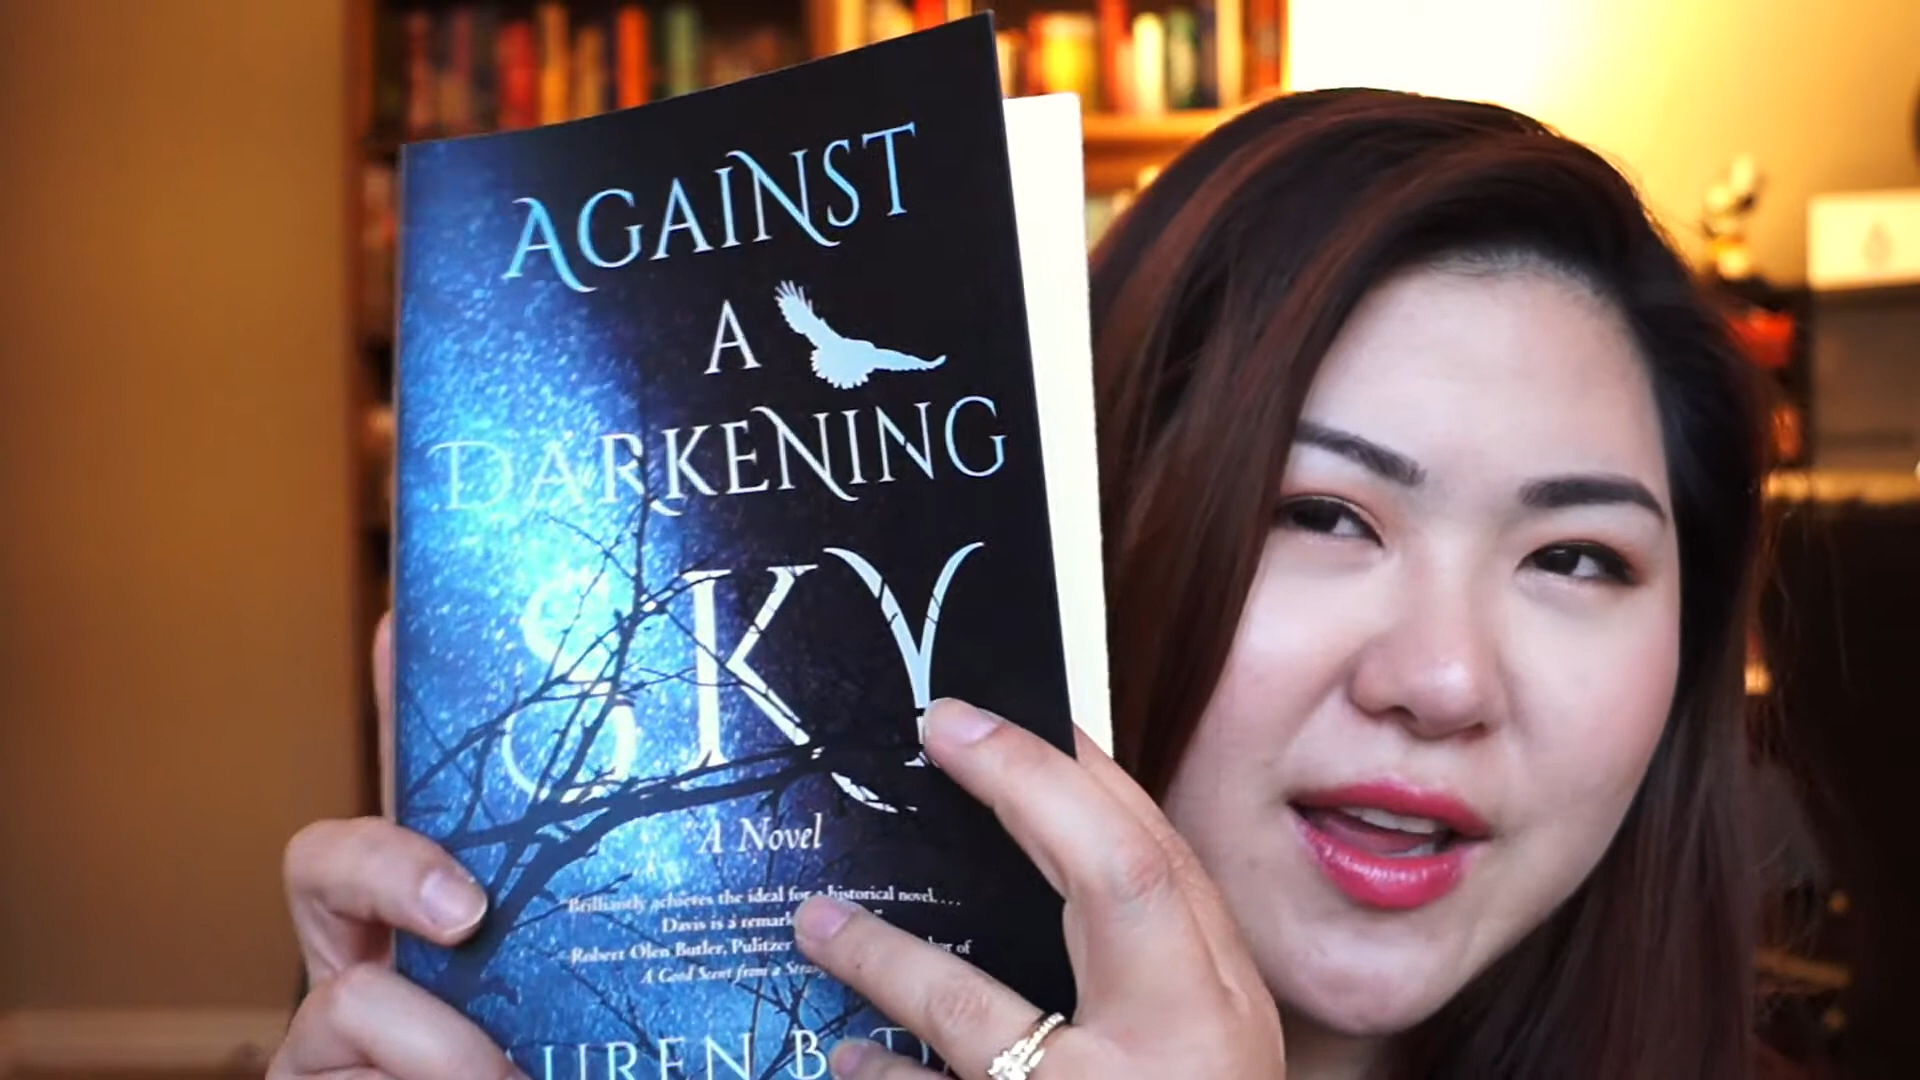 AGAINST
A
DARKENING
SKY
A Novel
"Brilliantly achieves the ideal for a historical novel....
Davis is a
Robert Olen Butler, Pulitzer of
A Good Scent from a
B.